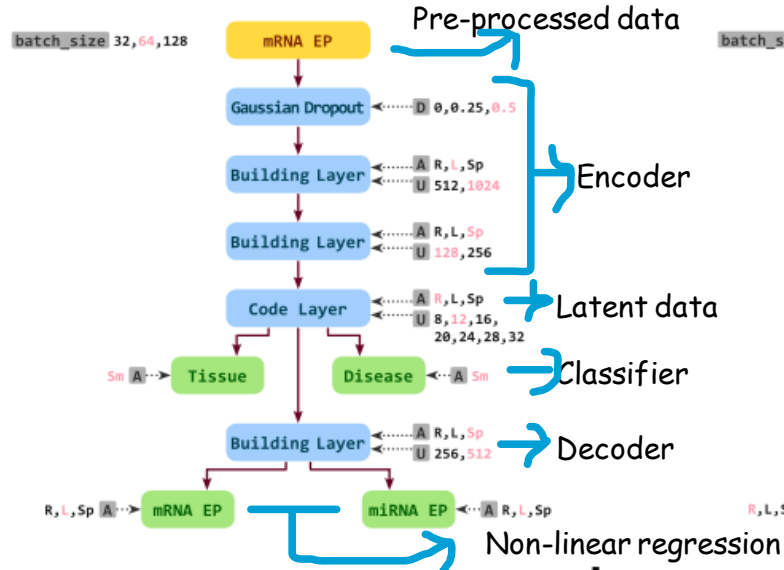 Pre-processed data
batch_size 32,64,128
mRNA EP
batch_s
Gaussian Dropout
D 0,0.25,0.5
Building Layer
A R,L,Sp
U 512,1024
Encoder
Building Layer
A R,L,Sp
U 128,256
Code Layer
A R,L,Sp
U 8,12,16,
20,24,28,32
Latent data
Sm A
Tissue
Disease
A Sm
Classifier
Building Layer
A R,L,Sp
U 256,512
Decoder
R,L,Sp A
mRNA EP
miRNA EP
A R,L,Sp
R,L,S
Non-linear regression